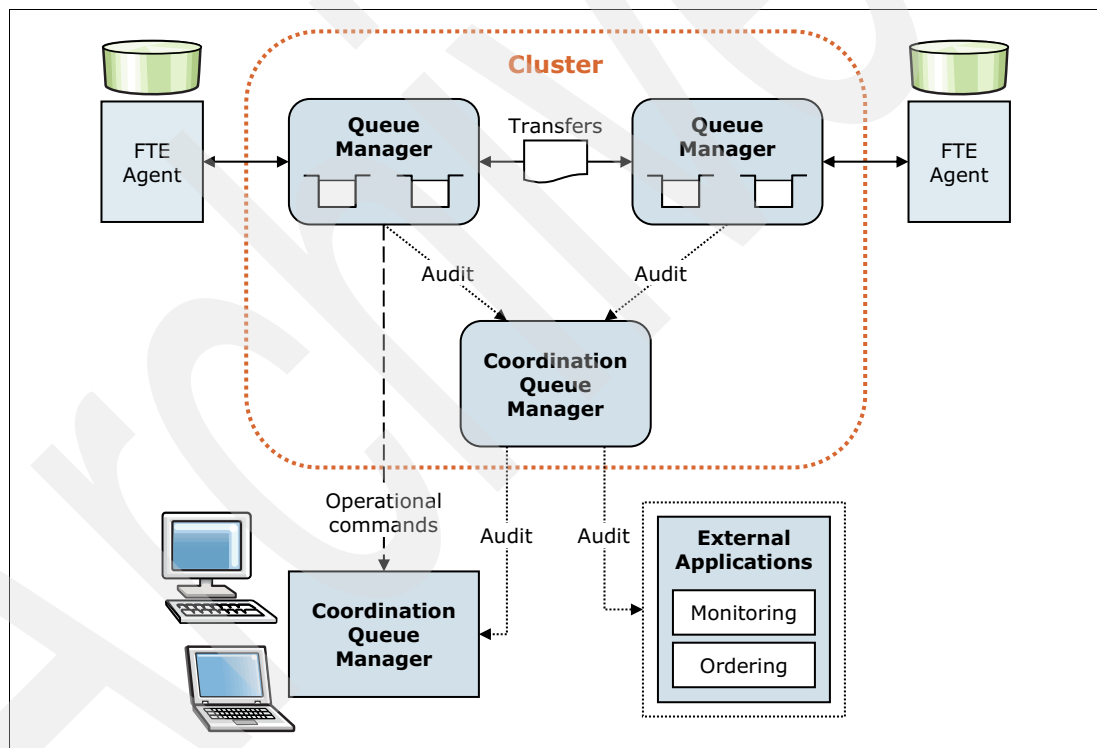 Cluster
Queue
Manager
Transfers
Queue
Manager
FTE
Agent
FTE
Agent
Audit
Audit
Coordination
Queue
Manager
Operational
commands
Audit
Audit
External
Applications
Monitoring
Ordering
Coordination
Queue
Manager
Archive